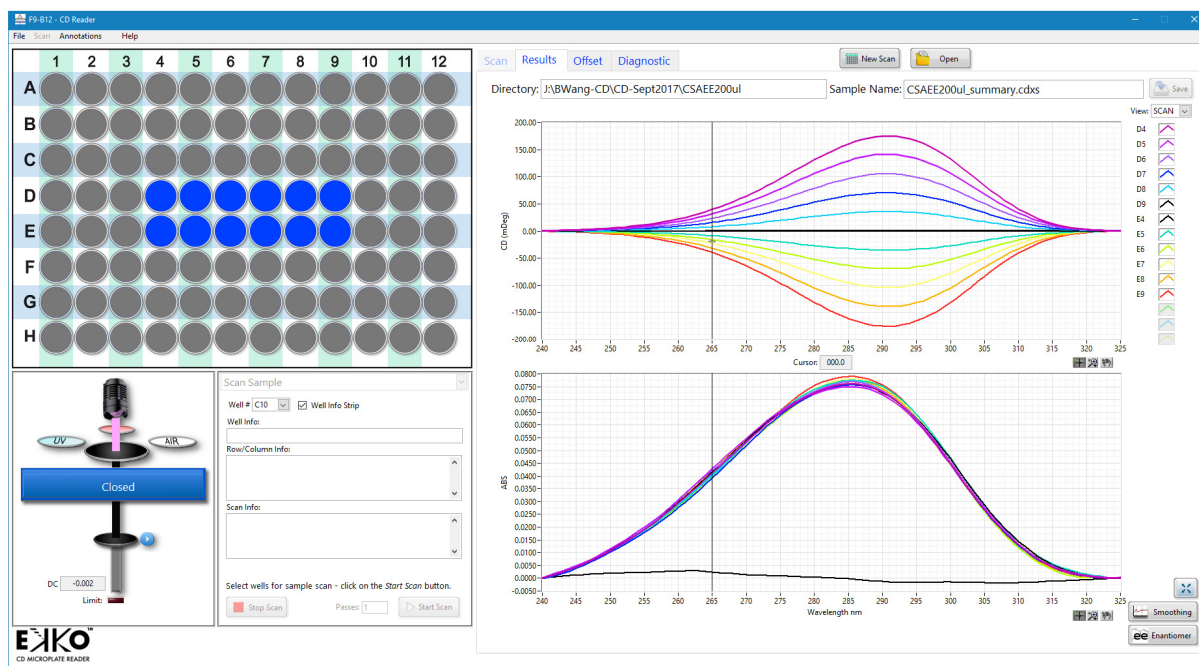 F9-B12 - CD Reader
File Scan Annotations Help
1 2 3 4 5 6 7 8 9 10 11 12
A
B
C
D
E
F
G
H
Scan Results Offset Diagnostic
New Scan Open
Directory: J:\BWang-CD\CD-Sept2017\CSAEE200ul Sample Name: CSAEE200ul_summary.cdxs Save
View: SCAN
200.00-
150.00-
100.00-
50.00-
0.00-
-50.00-
-100.00-
-150.00-
-200.00-
CD (mDeg)
240 245 250 255 260 265 270 275 280 285 290 295 300 305 310 315 320 325
D4
D5
D6
D7
D8
D9
E4
E5
E6
E7
E8
E9
Cursor: 000.0
0.0800-
0.0750-
0.0700-
0.0650-
0.0600-
0.0550-
0.0500-
0.0450-
0.0400-
0.0350-
0.0300-
0.0250-
0.0200-
0.0150-
0.0100-
0.0050-
0.0000-
-0.0050-
ABS
240 245 250 255 260 265 270 275 280 285 290 295 300 305 310 315 320 325
Wavelength nm
Smoothing
ee Enantiomer
UV AIR
Closed
DC -0.002
Limit:
Scan Sample
Well # C10 Well Info Strip
Well Info:
Row/Column Info:
Scan Info:
Select wells for sample scan - click on the Start Scan button.
Stop Scan Passes: 1 Start Scan
EKKO™
CD MICROPLATE READER